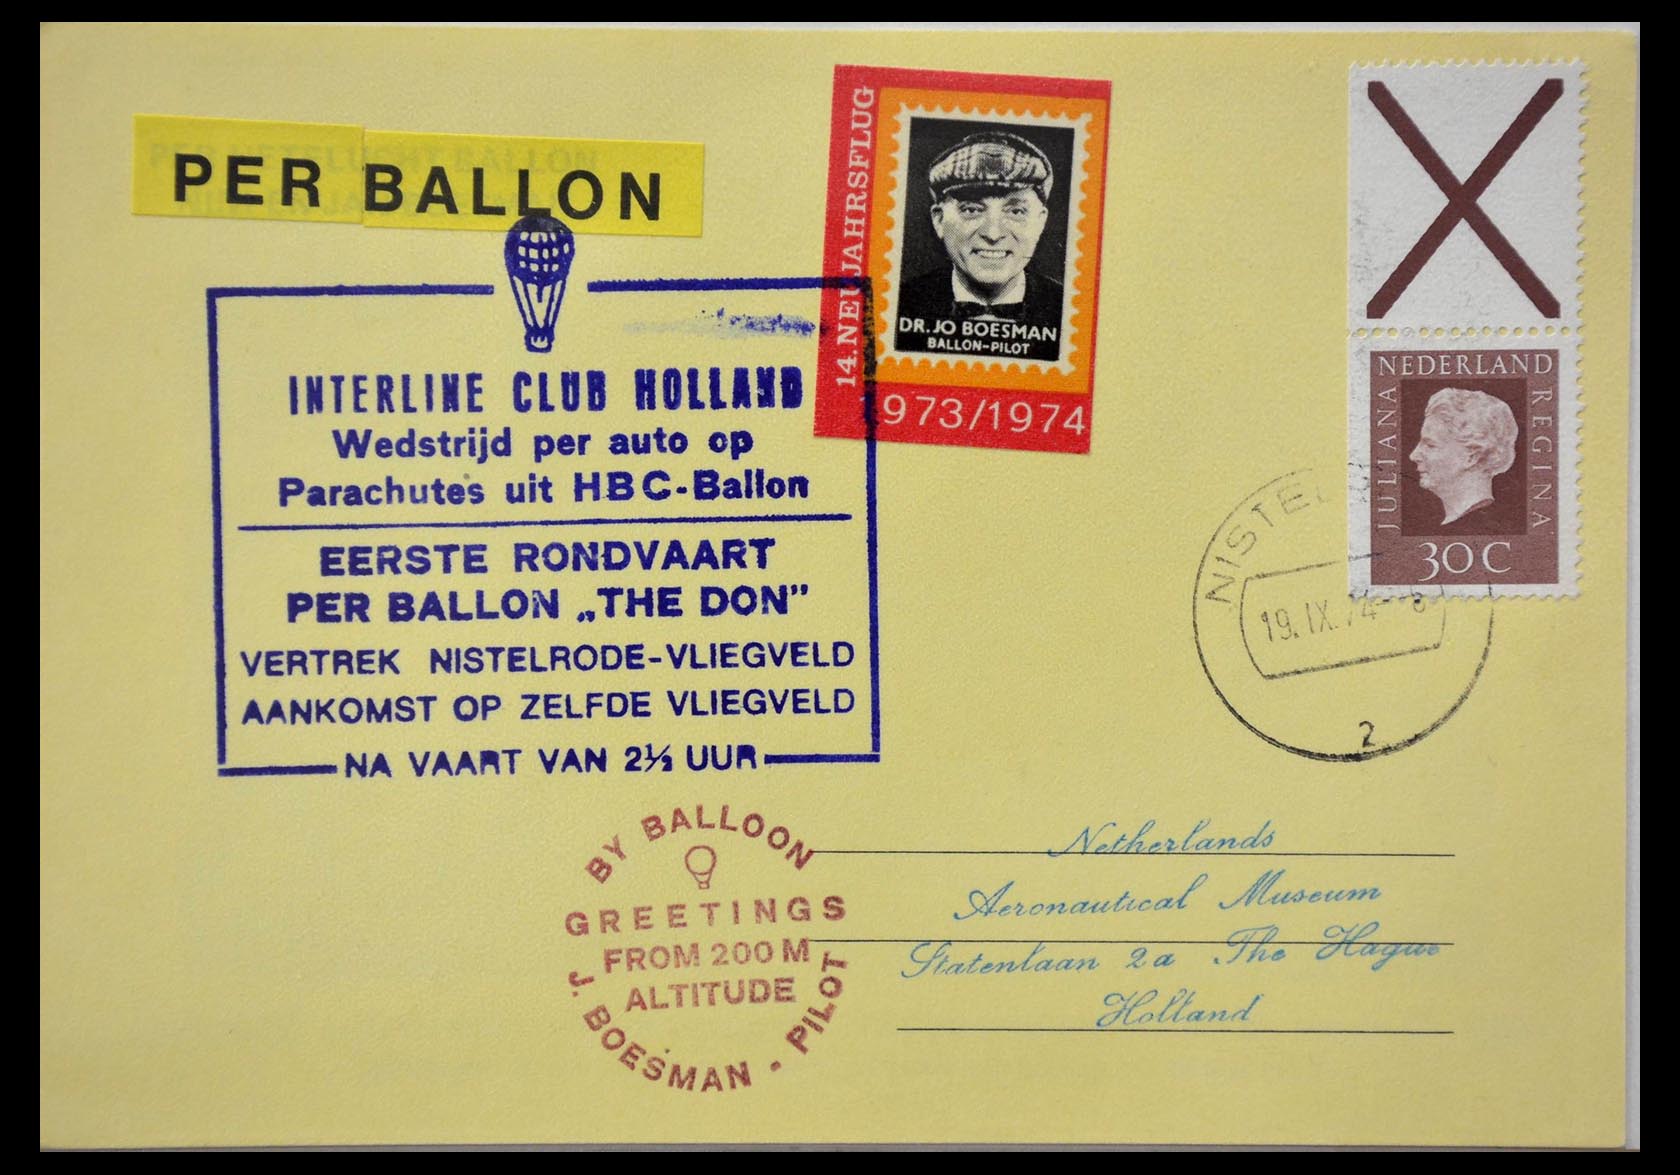 PER BALLON
14. NEUJAHRSFLUG
DR. JO BOESMAN
BALLON-PILOT
1973/1974
NEDERLAND
JULIANA
REGINA
30C
INTERLINE CLUB HOLLAND
Wedstrijd per auto op
Parachutes uit HBC-Ballon
EERSTE RONDVAART
PER BALLON „THE DON”
VERTREK NISTELRODE-VLIEGVELD
AANKOMST OP ZELFDE VLIEGVELD
NA VAART VAN 2½ UUR
19.IX.74
2
BY BALLOON
GREETINGS
FROM 200 M
ALTITUDE
J. BOESMAN - PILOT
Netherlands
Aeronautical Museum
Statenlaan 2a The Hague
Holland